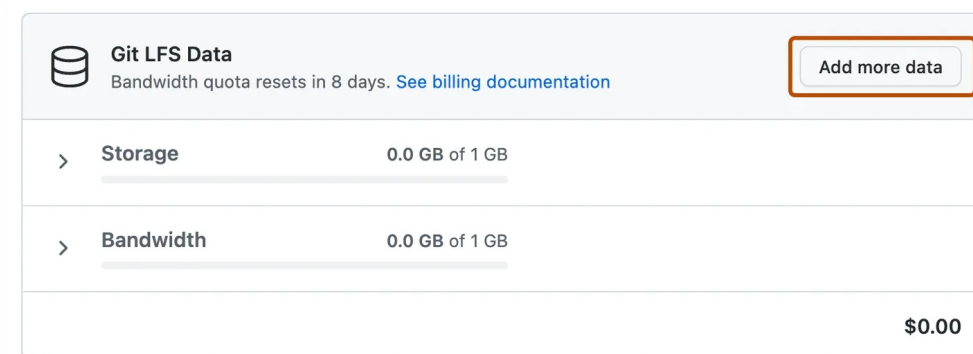 Git LFS Data
Bandwidth quota resets in 8 days. See billing documentation
Add more data
Storage 0.0 GB of 1 GB
Bandwidth 0.0 GB of 1 GB
$0.00